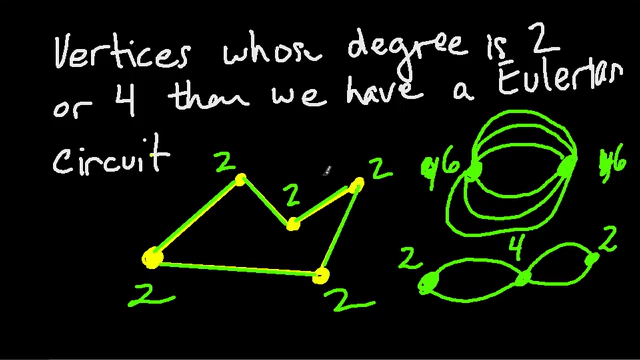 Vertices whose degree is 2
or 4 then we have a Eulerian
circuit
2 2 2
6 6
2 4 2
2 2